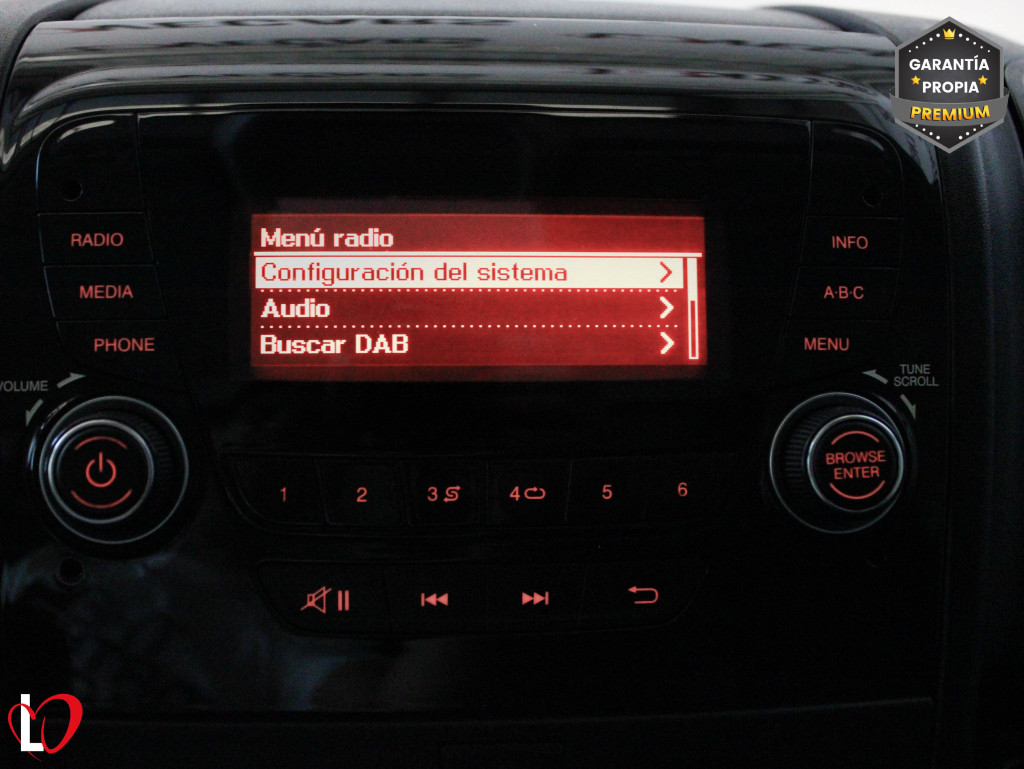 GARANTÍA
PROPIA
PREMIUM
RADIO
MEDIA
PHONE
Menú radio
Configuración del sistema
Audio
Buscar DAB
INFO
A·B·C
MENU
VOLUME
TUNE
SCROLL
BROWSE
ENTER
1
2
3
4
5
6
L